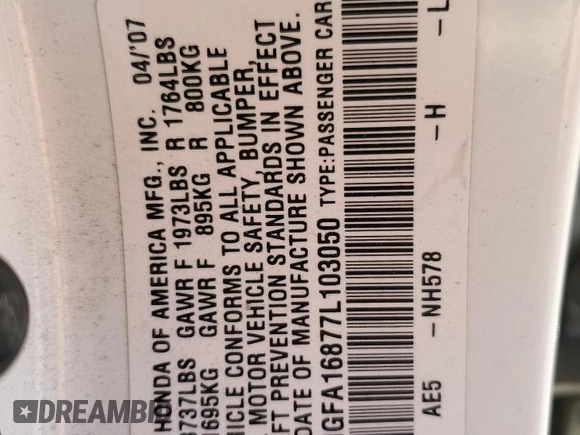 HONDA OF AMERICA MFG., INC. 04/'07
3737LBS GAWR F 1973LBS R 1764LBS
1695KG GAWR F 895KG R 800KG
HICLE CONFORMS TO ALL APPLICABLE
MOTOR VEHICLE SAFETY, BUMPER,
FT PREVENTION STANDARDS IN EFFECT
DATE OF MANUFACTURE SHOWN ABOVE.
GFA16877L103050 TYPE:PASSENGER CAR
AE5 -NH578 -H -L
DREAMBI